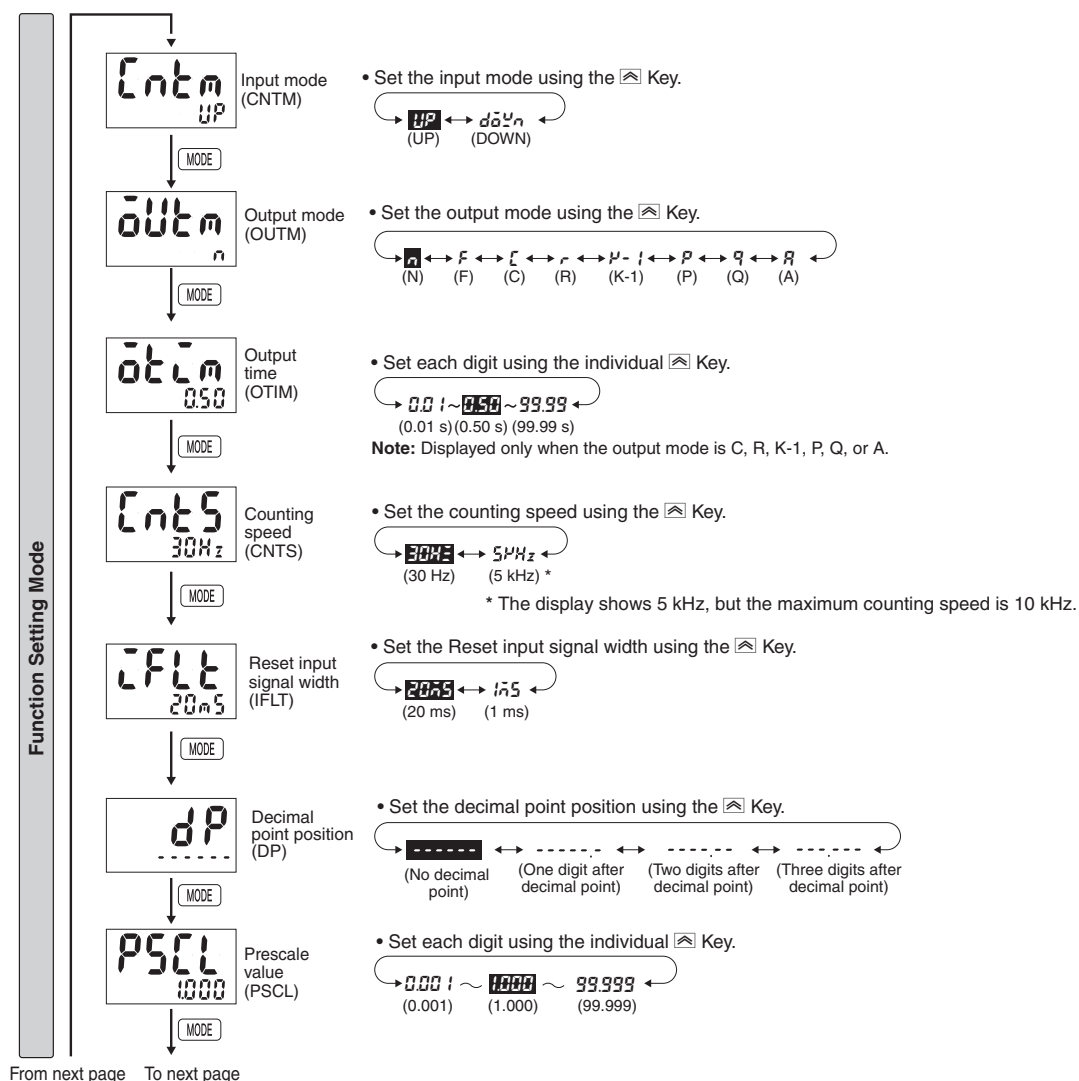 Function Setting Mode
Cntm
UP
Input mode
(CNTM)
• Set the input mode using the Key.
UP doWn
(UP) (DOWN)
MODE
oUtm
n
Output mode
(OUTM)
• Set the output mode using the Key.
n F C r K-1 P q A
(N) (F) (C) (R) (K-1) (P) (Q) (A)
MODE
otim
0.50
Output
time
(OTIM)
• Set each digit using the individual Key.
0.01~0.50~99.99
(0.01 s) (0.50 s) (99.99 s)
Note: Displayed only when the output mode is C, R, K-1, P, Q, or A.
MODE
CntS
30Hz
Counting
speed
(CNTS)
• Set the counting speed using the Key.
30Hz 5KHz
(30 Hz) (5 kHz) *
* The display shows 5 kHz, but the maximum counting speed is 10 kHz.
MODE
iFLt
20mS
Reset input
signal width
(IFLT)
• Set the Reset input signal width using the Key.
20mS 1mS
(20 ms) (1 ms)
MODE
dP
------
Decimal
point position
(DP)
• Set the decimal point position using the Key.
------ -----.- ----.-- ---.---
(No decimal point) (One digit after decimal point) (Two digits after decimal point) (Three digits after decimal point)
MODE
PSCL
1.000
Prescale
value
(PSCL)
• Set each digit using the individual Key.
0.001 ~ 1.000 ~ 99.999
(0.001) (1.000) (99.999)
MODE
From next page To next page